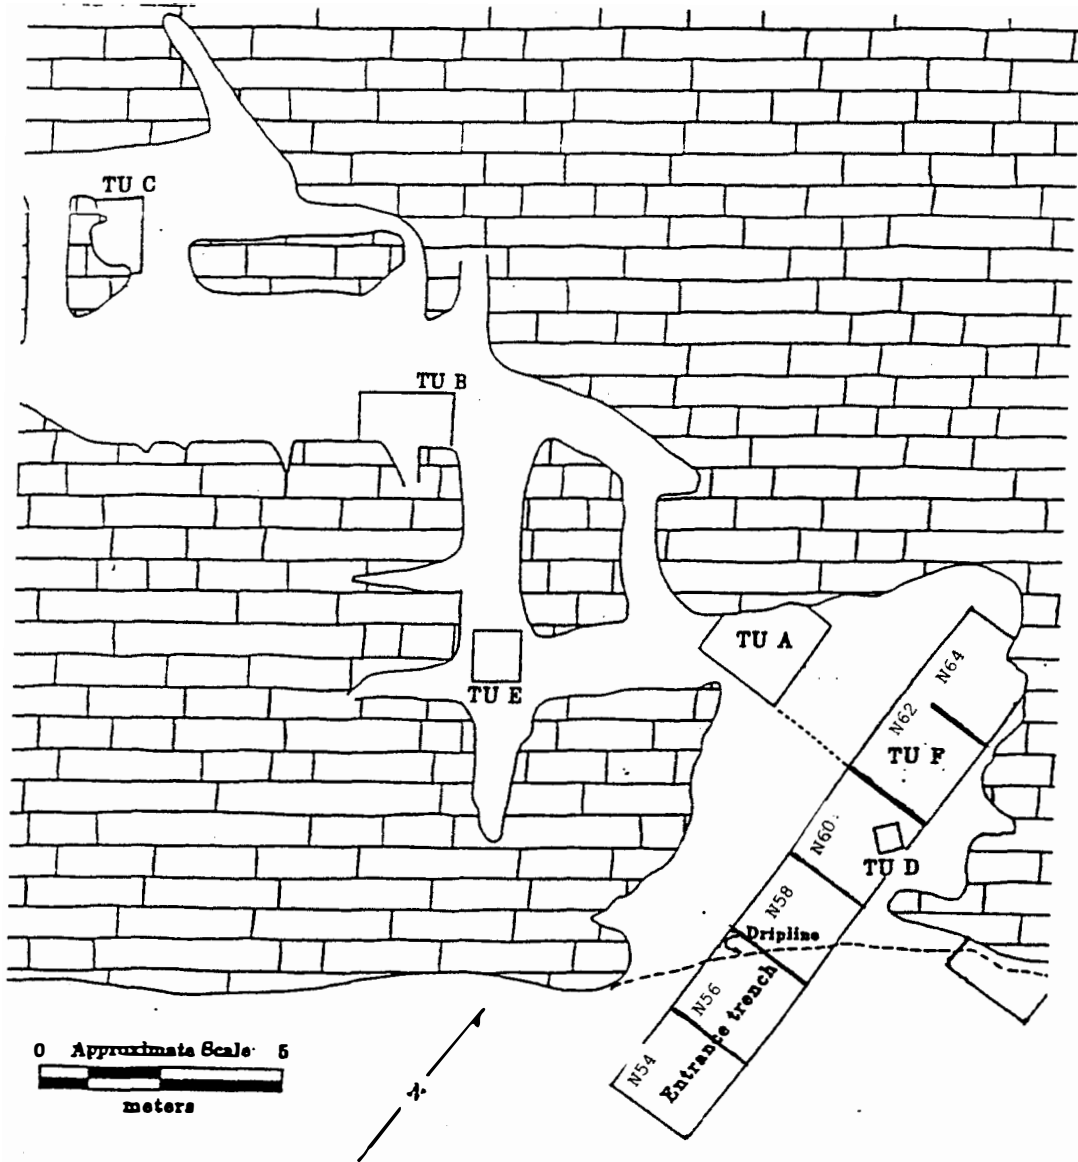 TU C
TU B
TU A
TU E
N64
N62
TU F
N60
TU D
N58
Dripline
N56
Entrance trench
N54
0 Approximate Scale 5
meters
N